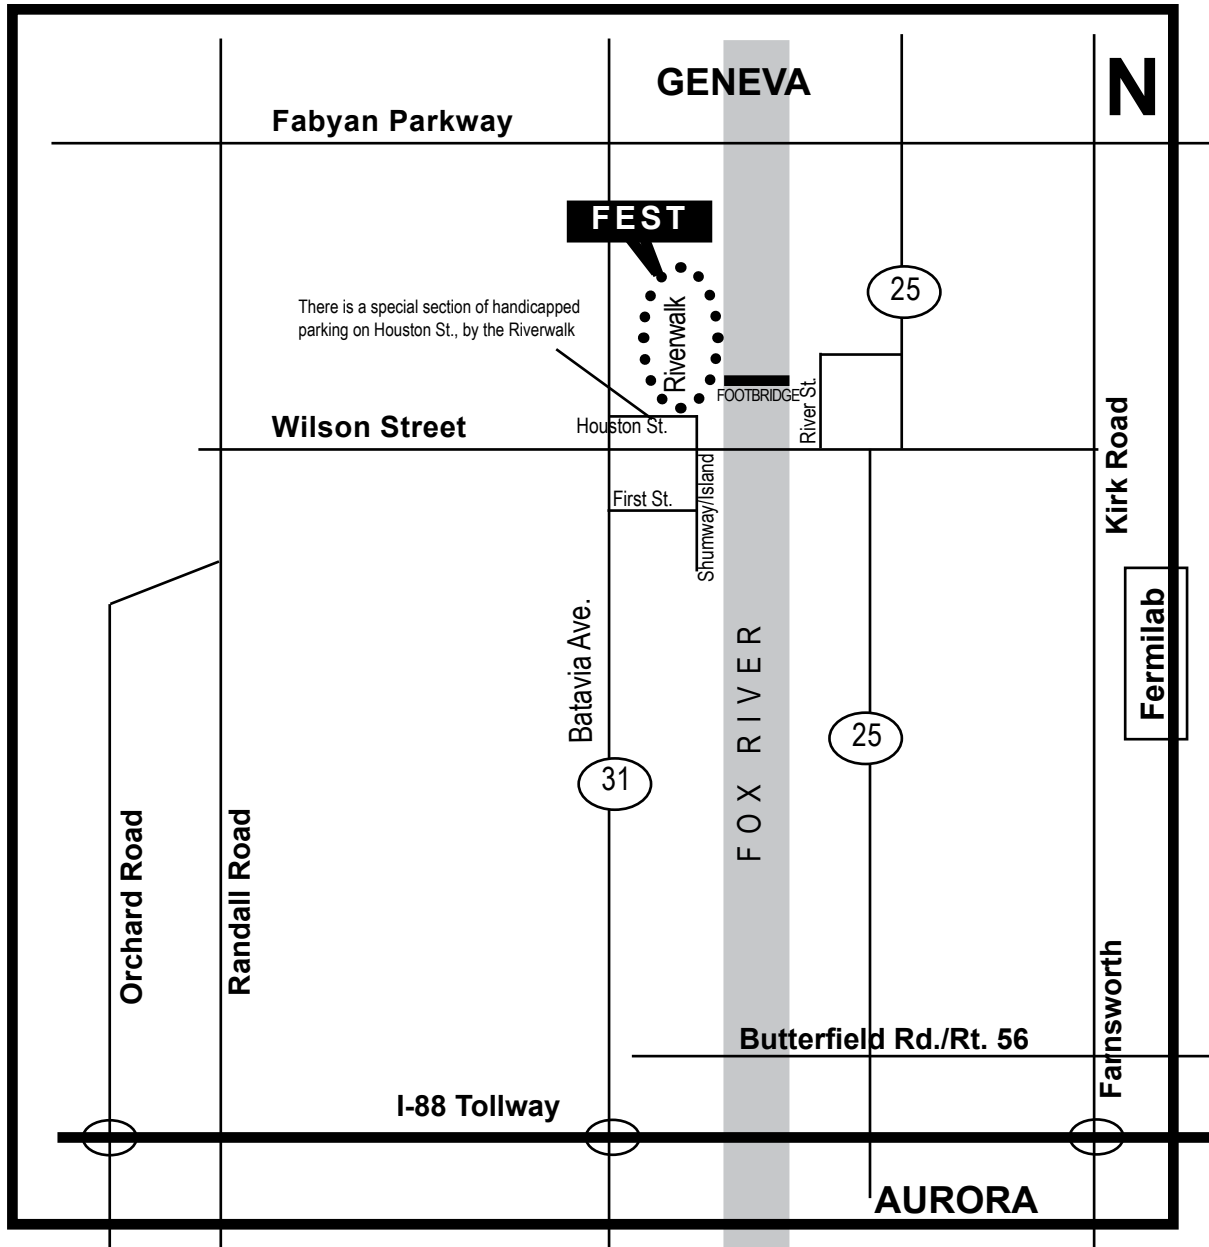 GENEVA
N
Fabyan Parkway
FEST
25
There is a special section of handicapped
parking on Houston St., by the Riverwalk
Riverwalk
FOOTBRIDGE
River St.
Wilson Street
Houston St.
Kirk Road
First St.
Shumway/Island
Fermilab
Batavia Ave.
FOX RIVER
25
31
Orchard Road
Randall Road
Farnsworth
Butterfield Rd./Rt. 56
I-88 Tollway
AURORA